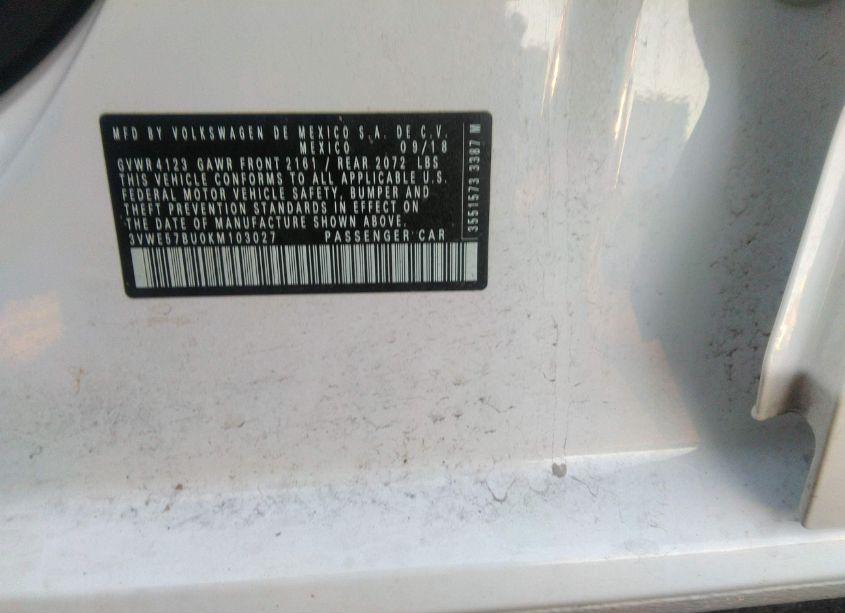 MFD BY VOLKSWAGEN DE MEXICO S.A. DE C.V.
MEXICO 09/18
GVWR 4123 GAWR FRONT 2161 / REAR 2072 LBS
THIS VEHICLE CONFORMS TO ALL APPLICABLE U.S.
FEDERAL MOTOR VEHICLE SAFETY, BUMPER AND
THEFT PREVENTION STANDARDS IN EFFECT ON
THE DATE OF MANUFACTURE SHOWN ABOVE.
3VWE57BU0KM103027 PASSENGER CAR
3551573 3387 M